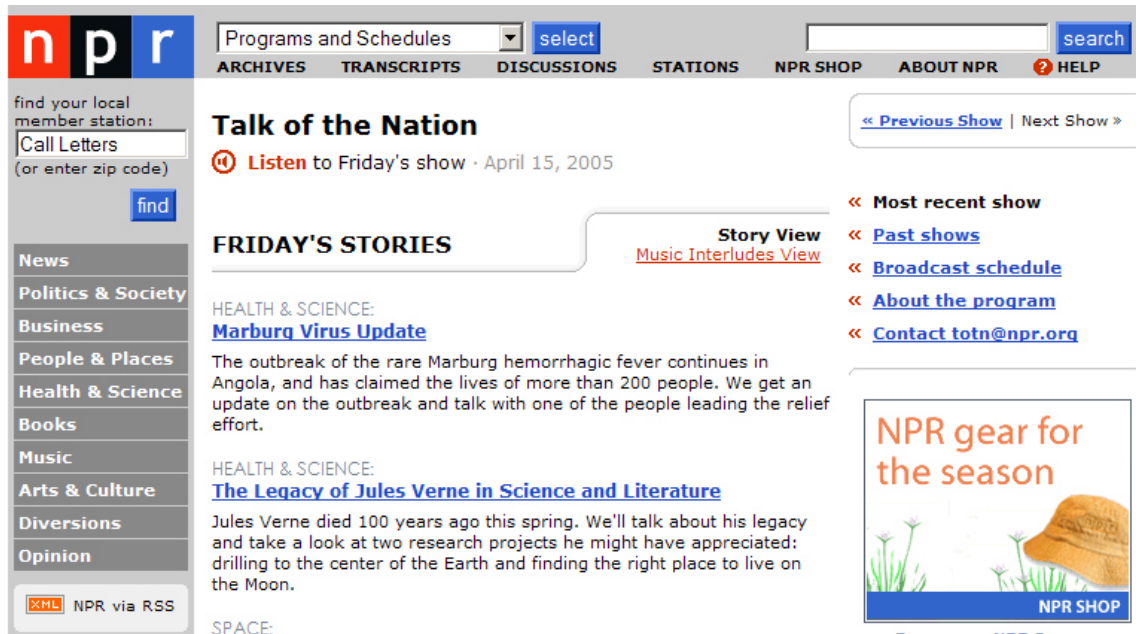 npr
Programs and Schedules
select
search
ARCHIVES TRANSCRIPTS DISCUSSIONS STATIONS NPR SHOP ABOUT NPR ? HELP
find your local
member station:
Call Letters
(or enter zip code)
find
News
Politics & Society
Business
People & Places
Health & Science
Books
Music
Arts & Culture
Diversions
Opinion
XML NPR via RSS
Talk of the Nation
Listen to Friday's show · April 15, 2005
FRIDAY'S STORIES
Story View
Music Interludes View
HEALTH & SCIENCE:
Marburg Virus Update
The outbreak of the rare Marburg hemorrhagic fever continues in
Angola, and has claimed the lives of more than 200 people. We get an
update on the outbreak and talk with one of the people leading the relief
effort.
HEALTH & SCIENCE:
The Legacy of Jules Verne in Science and Literature
Jules Verne died 100 years ago this spring. We'll talk about his legacy
and take a look at two research projects he might have appreciated:
drilling to the center of the Earth and finding the right place to live on
the Moon.
SPACE:
« Previous Show | Next Show »
« Most recent show
« Past shows
« Broadcast schedule
« About the program
« Contact totn@npr.org
NPR gear for
the season
NPR SHOP